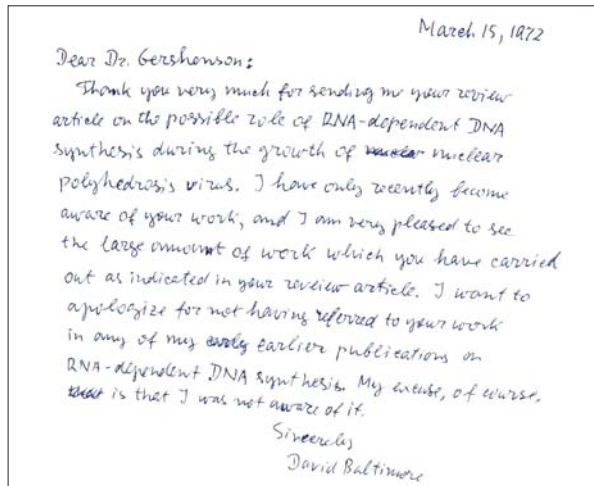 March 15, 1972
Dear Dr. Gershenson:
Thank you very much for sending me your review
article on the possible role of RNA-dependent DNA
synthesis during the growth of nuclear
polyhedrosis virus. I have only recently become
aware of your work, and I am very pleased to see
the large amount of work which you have carried
out as indicated in your review article. I want to
apologize for not having referred to your work
in any of my earlier publications on
RNA-dependent DNA synthesis. My excuse, of course,
is that I was not aware of it.
Sincerely
David Baltimore